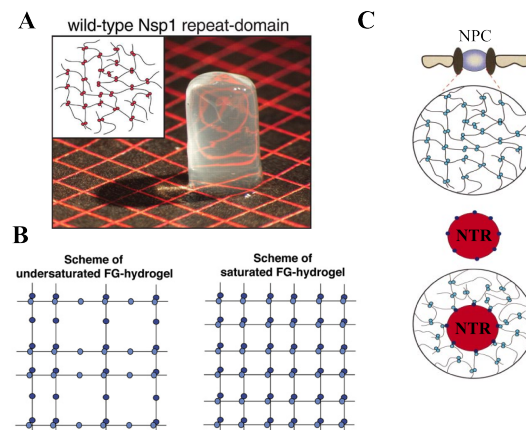 A
wild-type Nsp1 repeat-domain
B
Scheme of
undersaturated FG-hydrogel
Scheme of
saturated FG-hydrogel
C
NPC
NTR
NTR